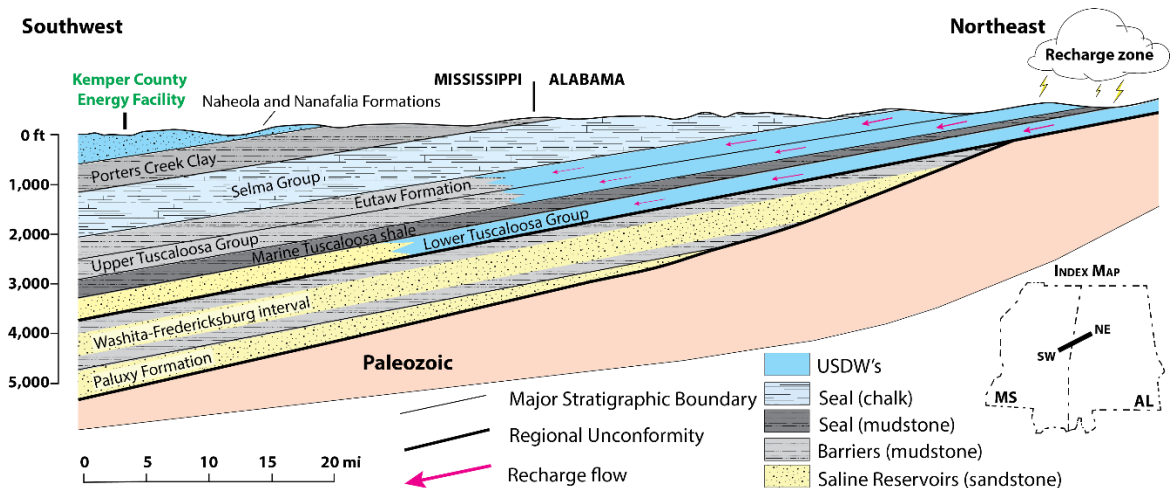 Southwest
Northeast
Recharge zone
Kemper County
Energy Facility
Naheola and Nanafalia Formations
MISSISSIPPI
ALABAMA
0 ft
1,000
2,000
3,000
4,000
5,000
Porters Creek Clay
Selma Group
Eutaw Formation
Upper Tuscaloosa Group
Marine Tuscaloosa shale
Lower Tuscaloosa Group
Washita-Fredericksburg interval
Paluxy Formation
Paleozoic
INDEX MAP
NE
SW
MS
AL
Major Stratigraphic Boundary
Regional Unconformity
Recharge flow
USDW's
Seal (chalk)
Seal (mudstone)
Barriers (mudstone)
Saline Reservoirs (sandstone)
0 5 10 15 20 mi